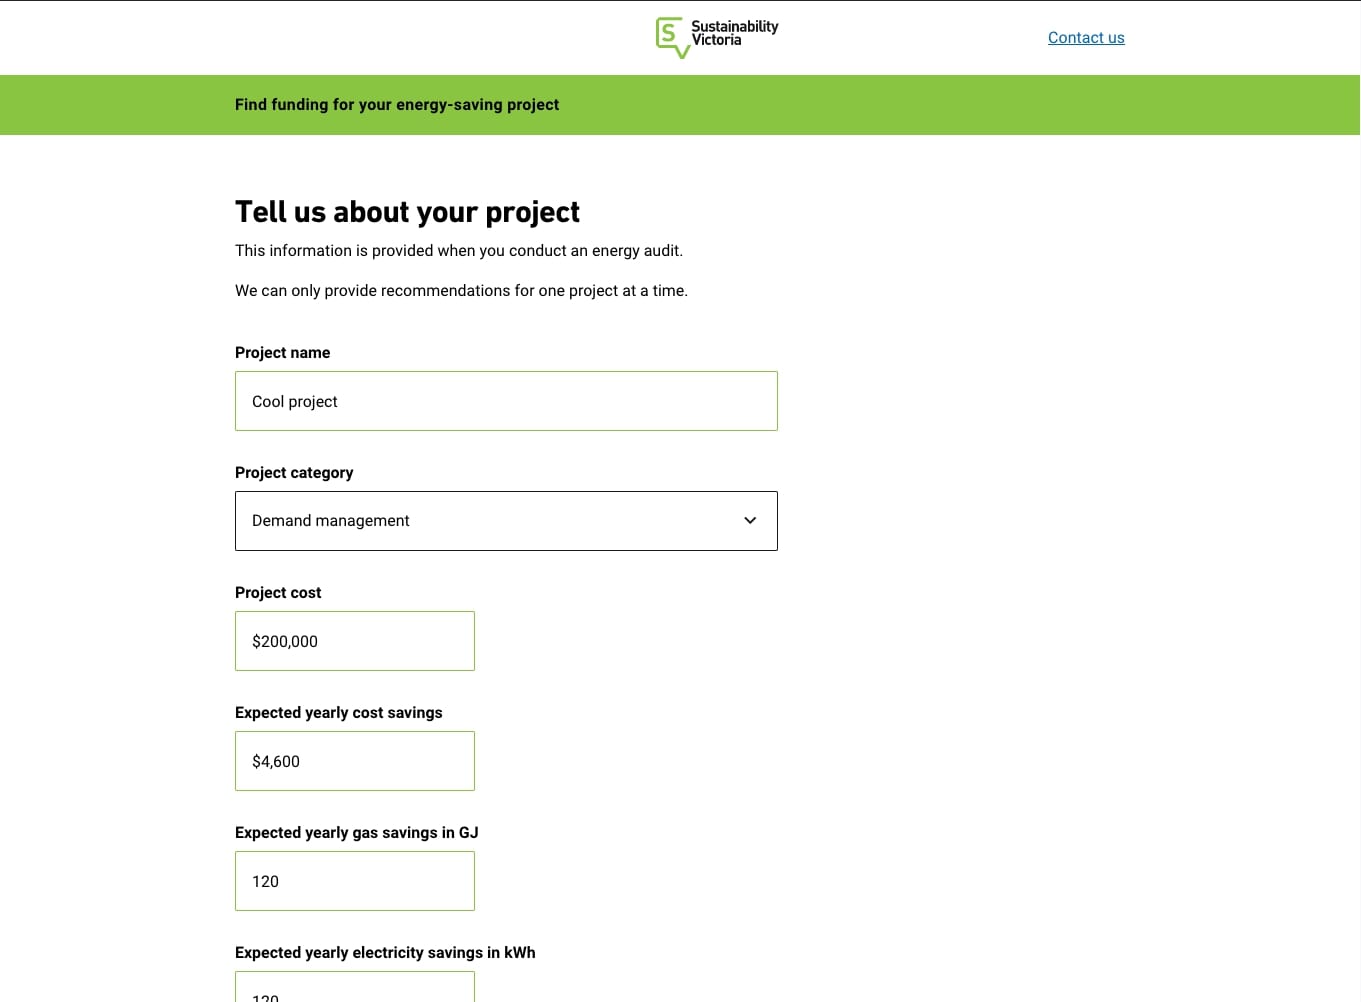 Sustainability
Victoria
Contact us
Find funding for your energy-saving project
Tell us about your project
This information is provided when you conduct an energy audit.
We can only provide recommendations for one project at a time.
Project name
Cool project
Project category
Demand management
Project cost
$200,000
Expected yearly cost savings
$4,600
Expected yearly gas savings in GJ
120
Expected yearly electricity savings in kWh
120